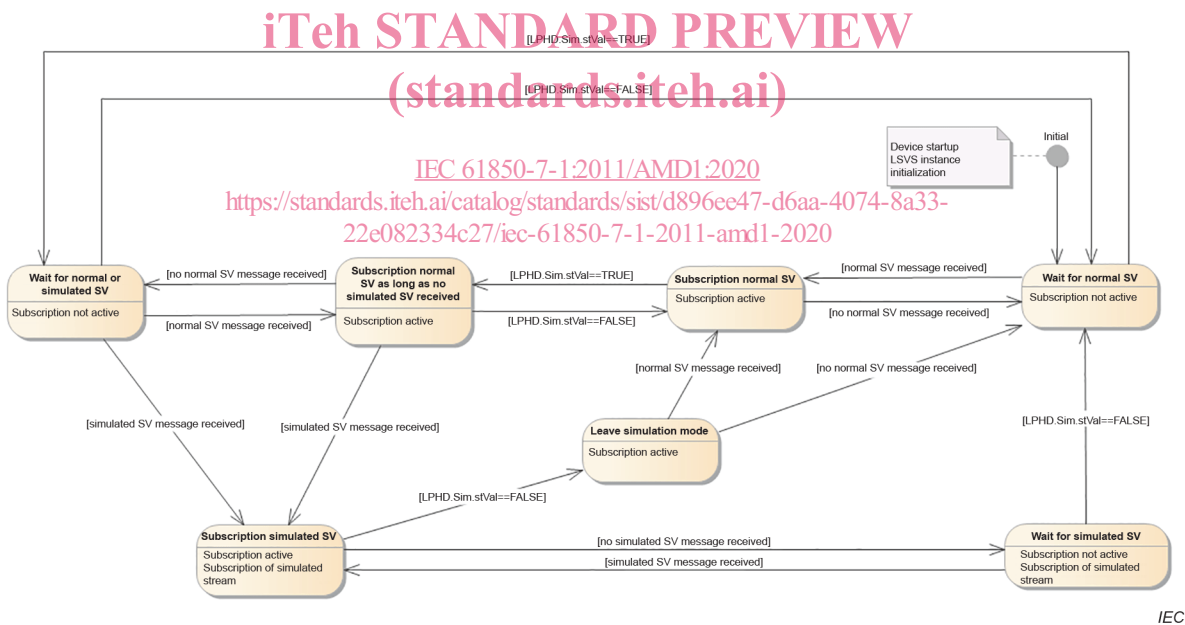 iTeh STANDARD PREVIEW
[LPHD.Sim.stVal==TRUE]
(standards.iteh.ai)
[LPHD.Sim.stVal==FALSE]
Device startup
LSVS instance
initialization
Initial
IEC 61850-7-1:2011/AMD1:2020
https://standards.iteh.ai/catalog/standards/sist/d896ee47-d6aa-4074-8a33-
22e082334c27/iec-61850-7-1-2011-amd1-2020
Wait for normal or
simulated SV
Subscription not active
[no normal SV message received]
[normal SV message received]
Subscription normal
SV as long as no
simulated SV received
Subscription active
[LPHD.Sim.stVal==TRUE]
[LPHD.Sim.stVal==FALSE]
Subscription normal SV
Subscription active
[normal SV message received]
[no normal SV message received]
Wait for normal SV
Subscription not active
[normal SV message received]
[no normal SV message received]
[simulated SV message received]
[simulated SV message received]
Leave simulation mode
Subscription active
[LPHD.Sim.stVal==FALSE]
[LPHD.Sim.stVal==FALSE]
Subscription simulated SV
Subscription active
Subscription of simulated
stream
[no simulated SV message received]
[simulated SV message received]
Wait for simulated SV
Subscription not active
Subscription of simulated
stream
IEC